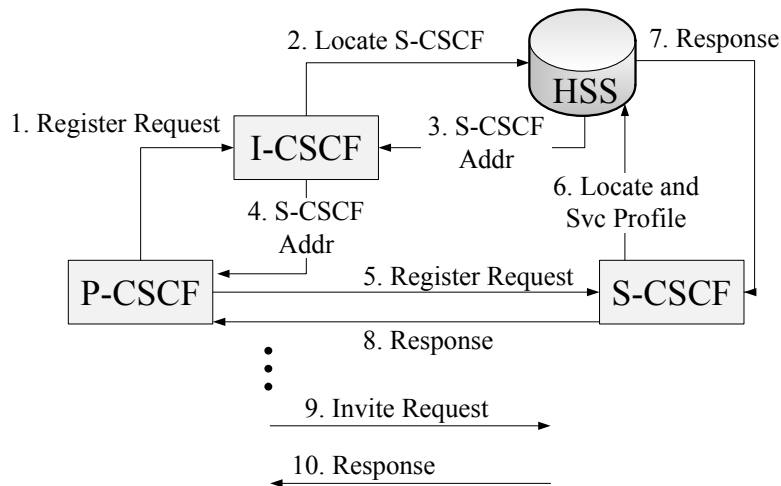 2. Locate S-CSCF
7. Response
HSS
1. Register Request
I-CSCF
3. S-CSCF
Addr
4. S-CSCF
Addr
6. Locate and
Svc Profile
P-CSCF
5. Register Request
S-CSCF
8. Response
9. Invite Request
10. Response